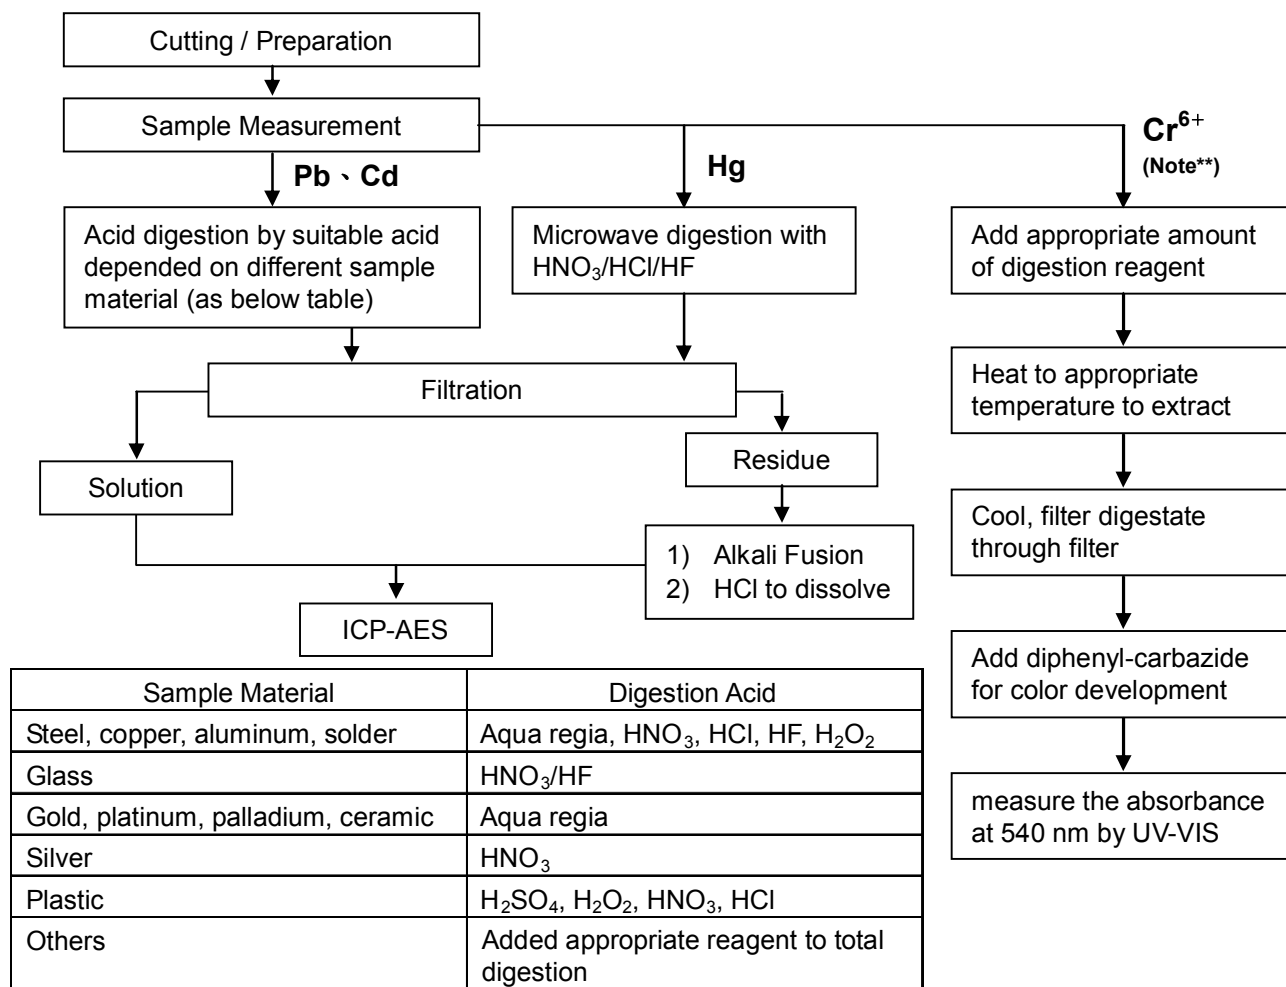 Cutting / Preparation
Sample Measurement
Pb、Cd
Hg
Cr⁶⁺
(Note**)
Acid digestion by suitable acid
depended on different sample
material (as below table)
Microwave digestion with
HNO₃/HCl/HF
Add appropriate amount
of digestion reagent
Filtration
Heat to appropriate
temperature to extract
Solution
Residue
Cool, filter digestate
through filter
1) Alkali Fusion
2) HCl to dissolve
ICP-AES
Add diphenyl-carbazide
for color development
measure the absorbance
at 540 nm by UV-VIS
Sample Material Digestion Acid
Steel, copper, aluminum, solder Aqua regia, HNO₃, HCl, HF, H₂O₂
Glass HNO₃/HF
Gold, platinum, palladium, ceramic Aqua regia
Silver HNO₃
Plastic H₂SO₄, H₂O₂, HNO₃, HCl
Others Added appropriate reagent to total
digestion